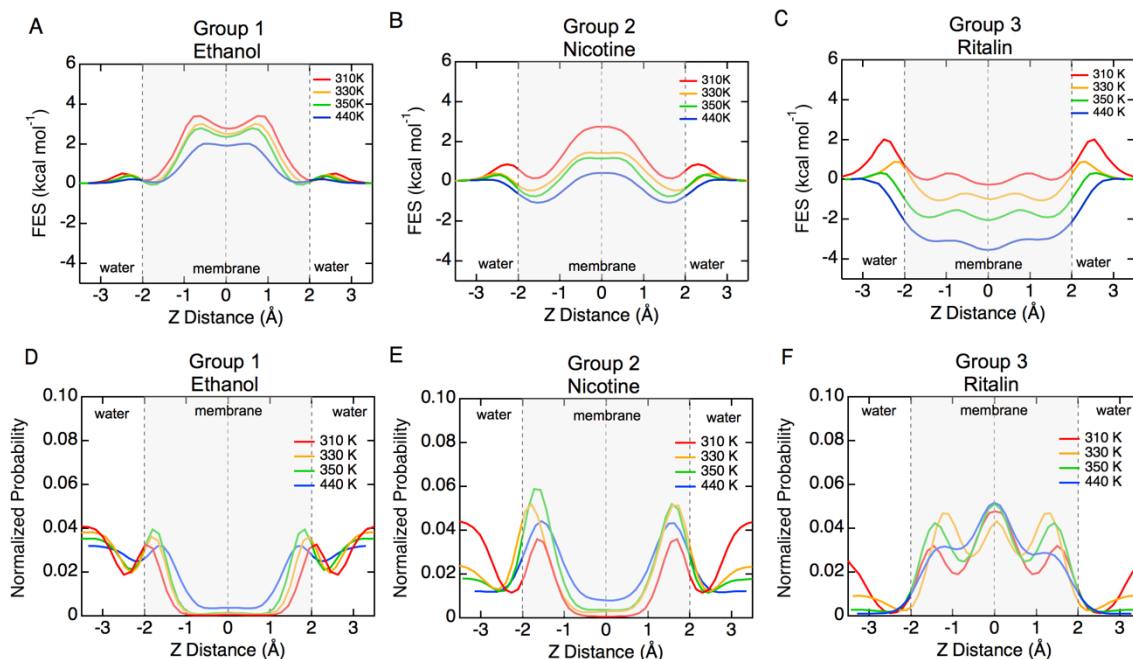 A
Group 1
Ethanol
FES (kcal mol⁻¹)
6
4
2
0
-2
-4
310K
330K
350K
440K
water
membrane
water
-3 -2 -1 0 1 2 3
Z Distance (Å)
B
Group 2
Nicotine
FES (kcal mol⁻¹)
6
4
2
0
-2
-4
310K
330K
350K
440K
water
membrane
water
-3 -2 -1 0 1 2 3
Z Distance (Å)
C
Group 3
Ritalin
FES (kcal mol⁻¹)
6
4
2
0
-2
-4
310 K
330 K
350 K
440 K
water
membrane
water
-3 -2 -1 0 1 2 3
Z Distance (Å)
D
Group 1
Ethanol
Normalized Probability
0.10
0.08
0.06
0.04
0.02
0
water
membrane
water
310 K
330 K
350 K
440 K
-3 -2 -1 0 1 2 3
Z Distance (Å)
E
Group 2
Nicotine
Normalized Probability
0.10
0.08
0.06
0.04
0.02
0
water
membrane
water
310 K
330 K
350 K
440 K
-3 -2 -1 0 1 2 3
Z Distance (Å)
F
Group 3
Ritalin
Normalized Probability
0.10
0.08
0.06
0.04
0.02
0
water
membrane
water
310 K
330 K
350 K
440 K
-3 -2 -1 0 1 2 3
Z Distance (Å)